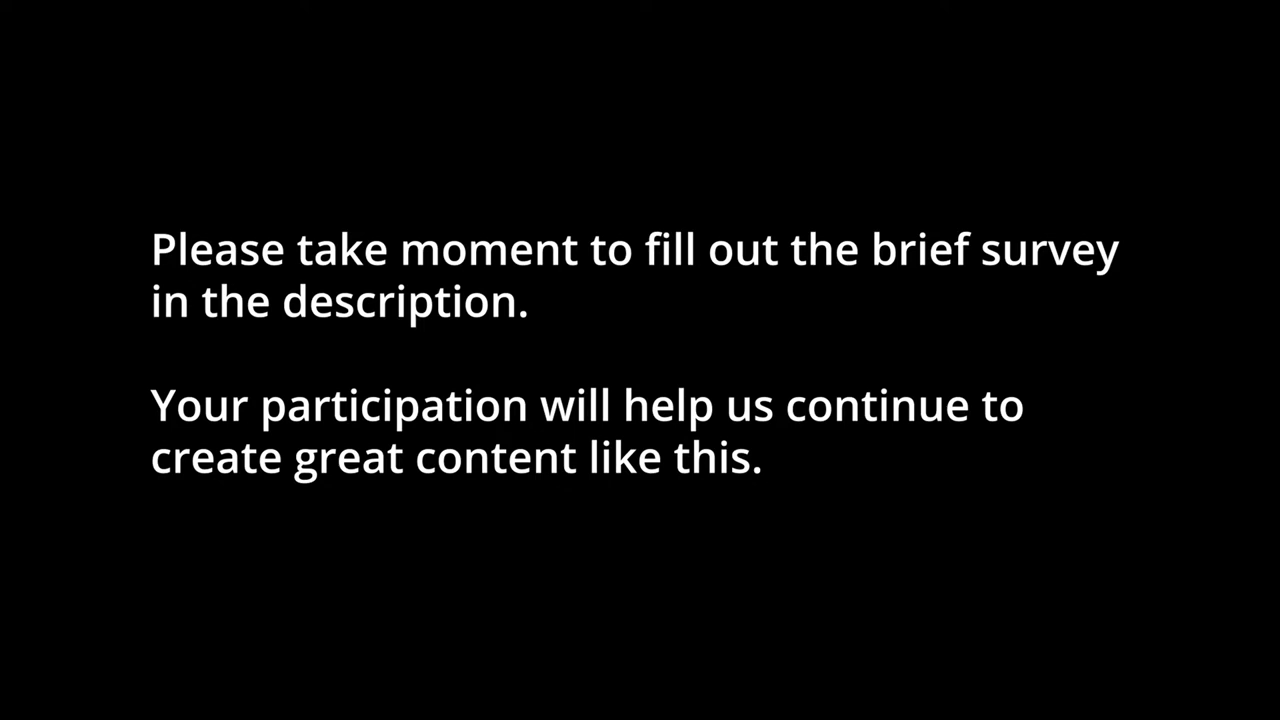 Please take moment to fill out the brief survey
in the description.
Your participation will help us continue to
create great content like this.